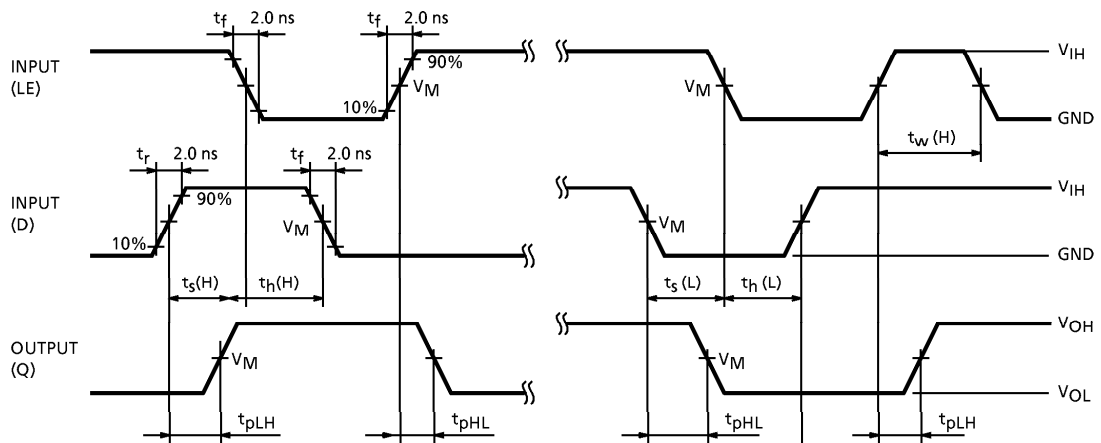 tf 2.0 ns tf 2.0 ns
INPUT
(LE)
90%
VM
10%
VM
VIH
GND
tw (H)
tr 2.0 ns tf 2.0 ns
INPUT
(D)
90%
10%
VM
VM
VIH
GND
ts(H) th(H) ts(L) th(L)
OUTPUT
(Q)
VM
VM
VOH
VOL
tpLH tpHL tpHL tpLH